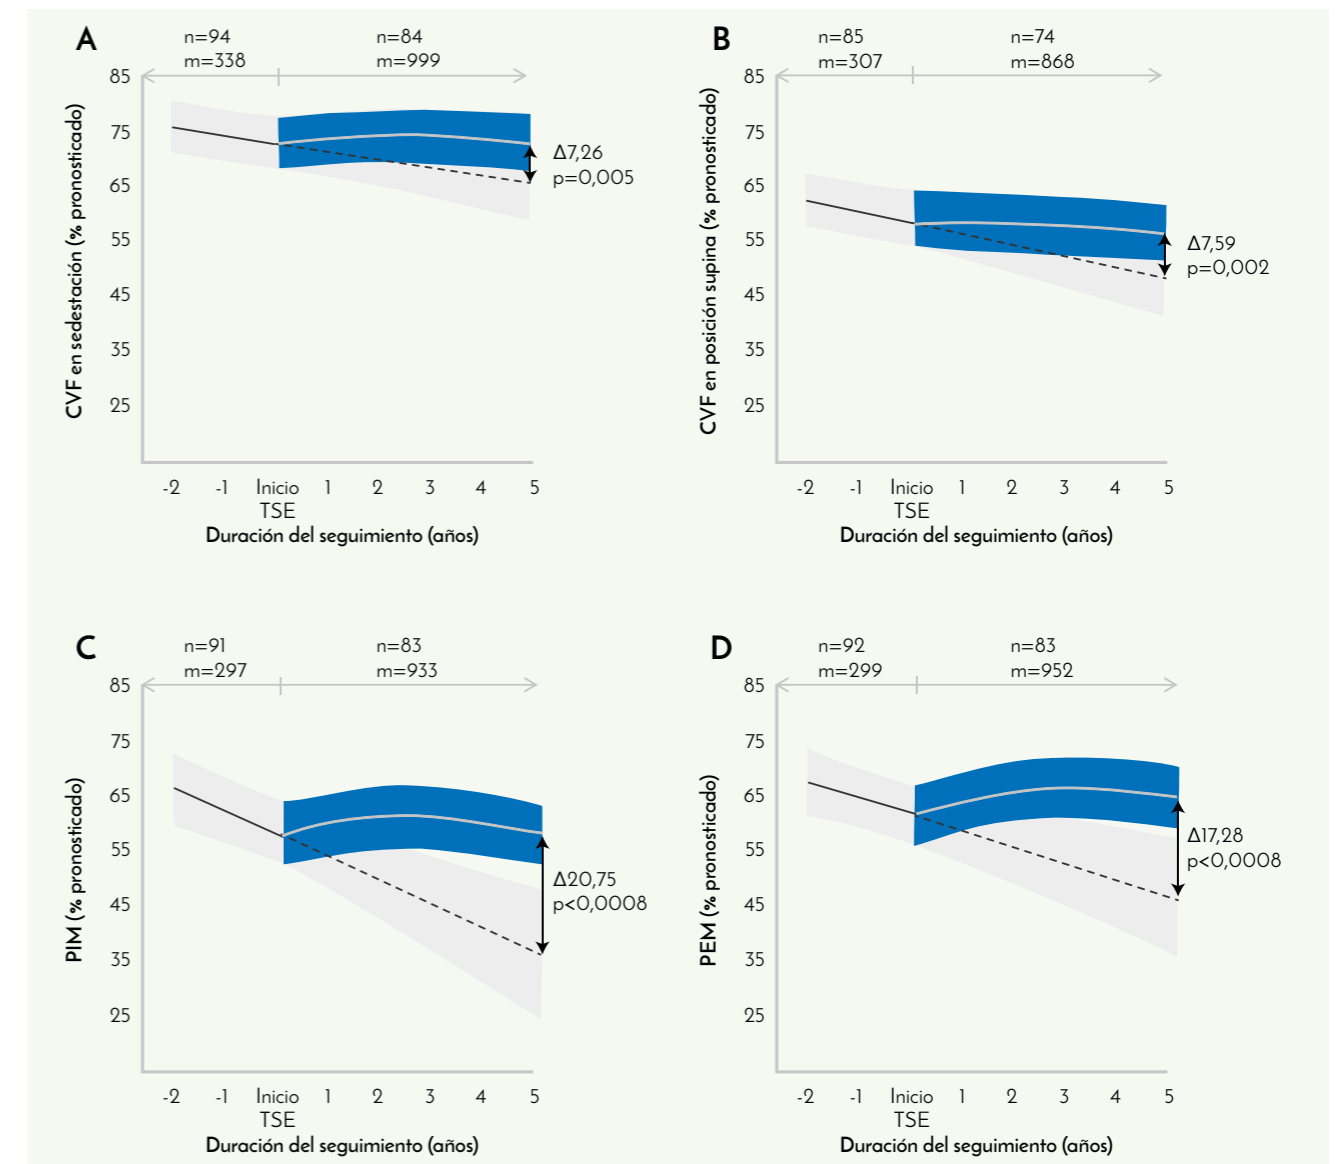 A
n=94
m=338
n=84
m=999
85
75
65
55
45
35
25
CVF en sedestación (% pronosticado)
Δ7,26
p=0,005
-2 -1 Inicio TSE 1 2 3 4 5
Duración del seguimiento (años)
B
n=85
m=307
n=74
m=868
85
75
65
55
45
35
25
CVF en posición supina (% pronosticado)
Δ7,59
p=0,002
-2 -1 Inicio TSE 1 2 3 4 5
Duración del seguimiento (años)
C
n=91
m=297
n=83
m=933
85
75
65
55
45
35
25
PIM (% pronosticado)
Δ20,75
p<0,0008
-2 -1 Inicio TSE 1 2 3 4 5
Duración del seguimiento (años)
D
n=92
m=299
n=83
m=952
85
75
65
55
45
35
25
PEM (% pronosticado)
Δ17,28
p<0,0008
-2 -1 Inicio TSE 1 2 3 4 5
Duración del seguimiento (años)